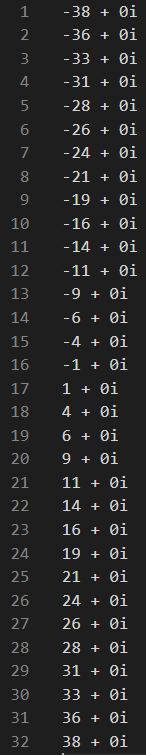 1 -38 + 0i
2 -36 + 0i
3 -33 + 0i
4 -31 + 0i
5 -28 + 0i
6 -26 + 0i
7 -24 + 0i
8 -21 + 0i
9 -19 + 0i
10 -16 + 0i
11 -14 + 0i
12 -11 + 0i
13 -9 + 0i
14 -6 + 0i
15 -4 + 0i
16 -1 + 0i
17 1 + 0i
18 4 + 0i
19 6 + 0i
20 9 + 0i
21 11 + 0i
22 14 + 0i
23 16 + 0i
24 19 + 0i
25 21 + 0i
26 24 + 0i
27 26 + 0i
28 28 + 0i
29 31 + 0i
30 33 + 0i
31 36 + 0i
32 38 + 0i